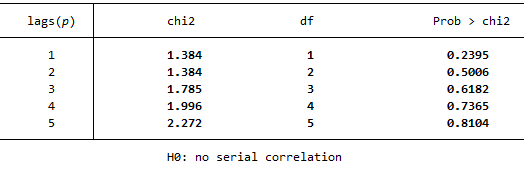 lags(p) chi2 df Prob > chi2
1 1.384 1 0.2395
2 1.384 2 0.5006
3 1.785 3 0.6182
4 1.996 4 0.7365
5 2.272 5 0.8104
H0: no serial correlation